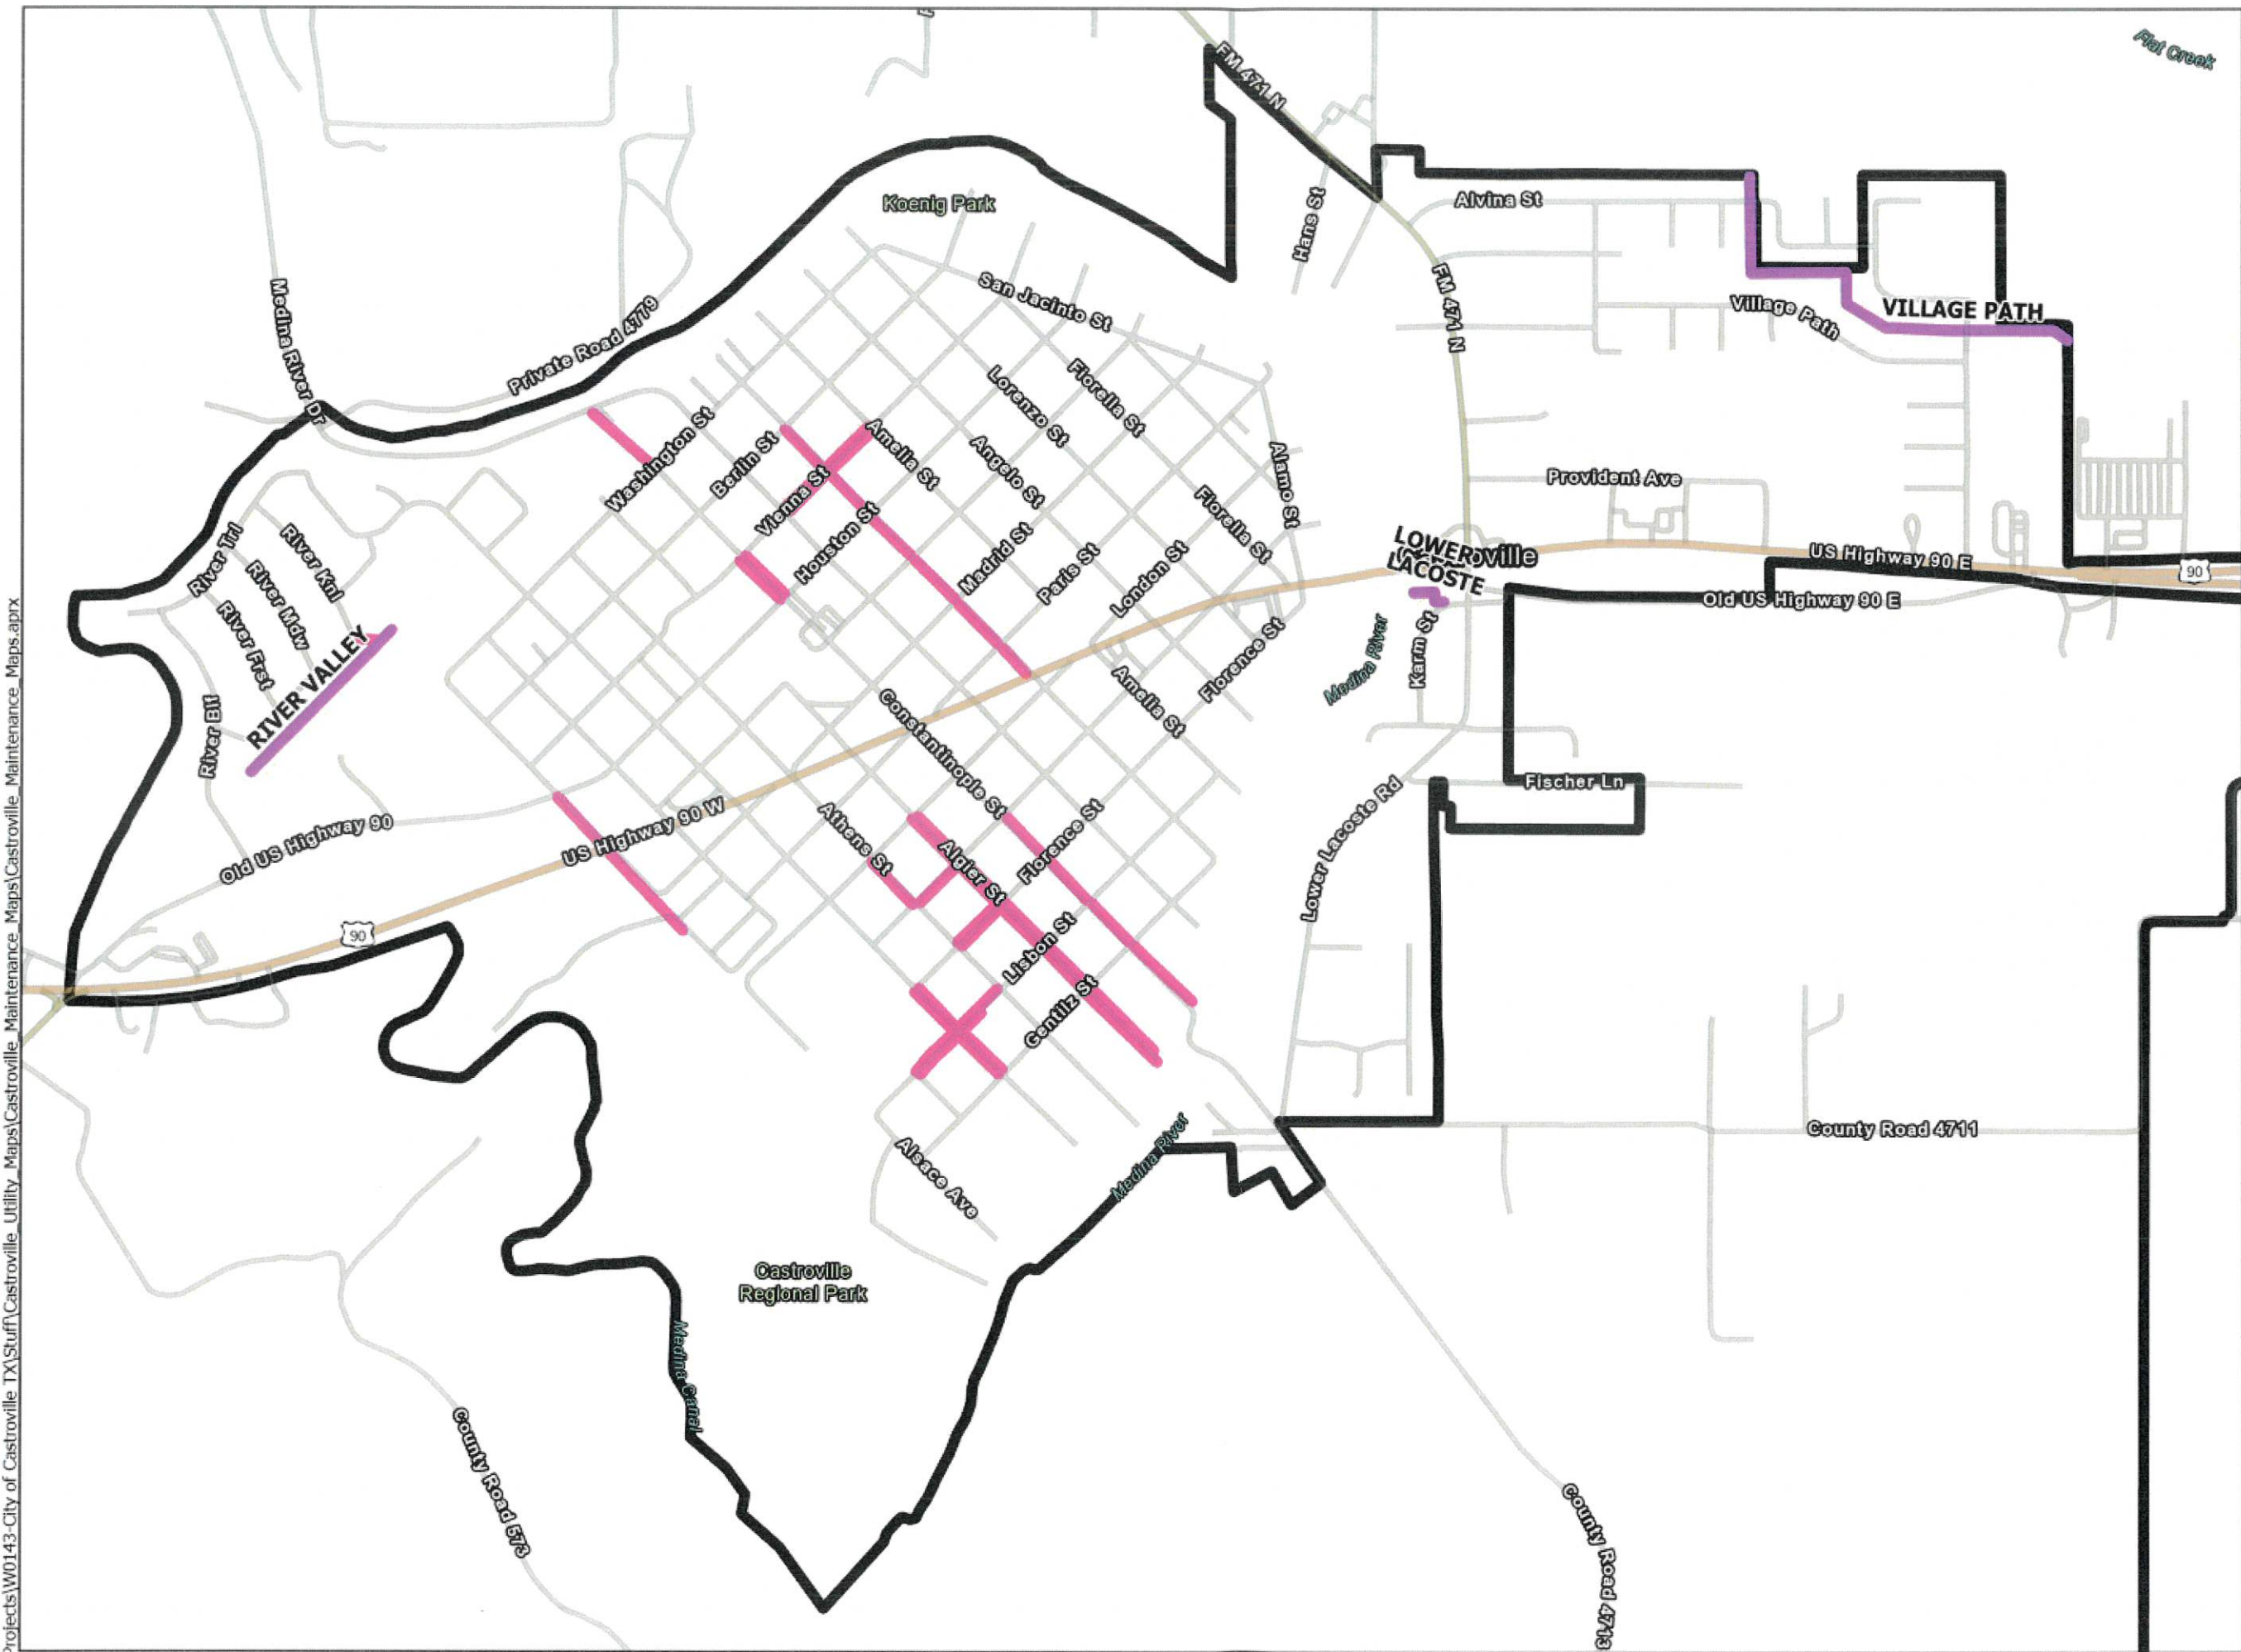 Flat Creek
FM 471 N
Koenig Park
Hans St
Alvina St
San Jacinto St
FM 471 N
Village Path
VILLAGE PATH
Medina River Dr
Private Road 4779
Lorenzo St
Fiorella St
Washington St
Berlin St
Amelia St
Angelo St
Alamo St
Vienna St
Houston St
Madrid St
Paris St
Fiorella St
London St
Provident Ave
River Trl
River Knl
River Mdw
River Frst
LOWER
LACOSTE
US Highway 90 E
90
Old US Highway 90 E
RIVER VALLEY
River Blf
Medina River
Karm St
Florence St
Amelia St
Constantinople St
Fischer Ln
Old US Highway 90
US Highway 90 W
Athens St
Algier St
Florence St
Lower Lacoste Rd
90
Lisbon St
Gentilz St
Alsace Ave
Medina River
County Road 4711
Castroville
Regional Park
Medina Canal
County Road 573
County Road 4713
Projects\W0143-City of Castroville TX\Stuff\Castroville_Utility_Maps\Castroville_Maintenance_Maps\Castroville_Maintenance_Maps.aprx